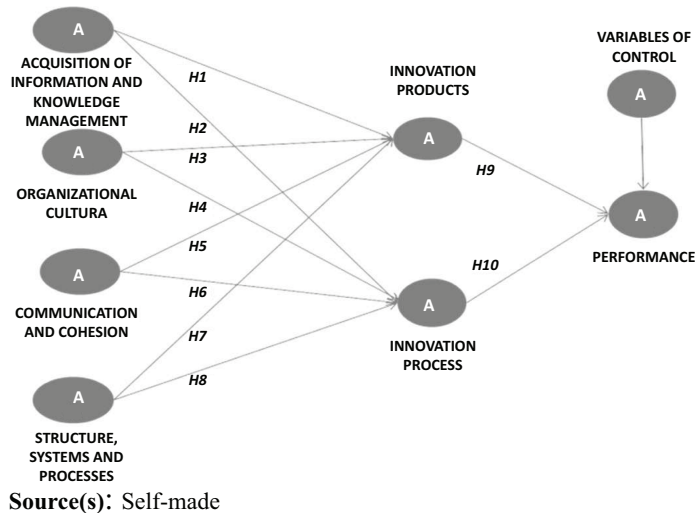 A
ACQUISITION OF
INFORMATION AND
KNOWLEDGE
MANAGEMENT
A
ORGANIZATIONAL
CULTURA
A
COMMUNICATION
AND COHESION
A
STRUCTURE,
SYSTEMS AND
PROCESSES
H1
H2
H3
H4
H5
H6
H7
H8
INNOVATION
PRODUCTS
A
A
INNOVATION
PROCESS
H9
H10
VARIABLES OF
CONTROL
A
A
PERFORMANCE
Source(s): Self-made